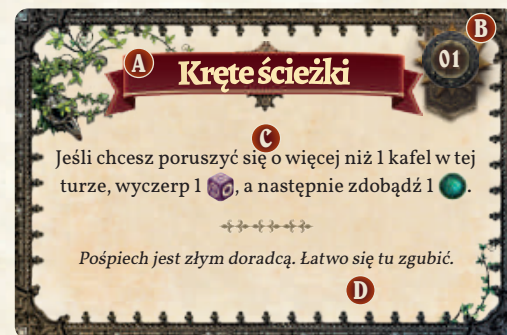 B
A
Kręte ścieżki
01
C
Jeśli chcesz poruszyć się o więcej niż 1 kafel w tej
turze, wyczerp 1 , a następnie zdobądź 1 .
Pośpiech jest złym doradcą. Łatwo się tu zgubić.
D